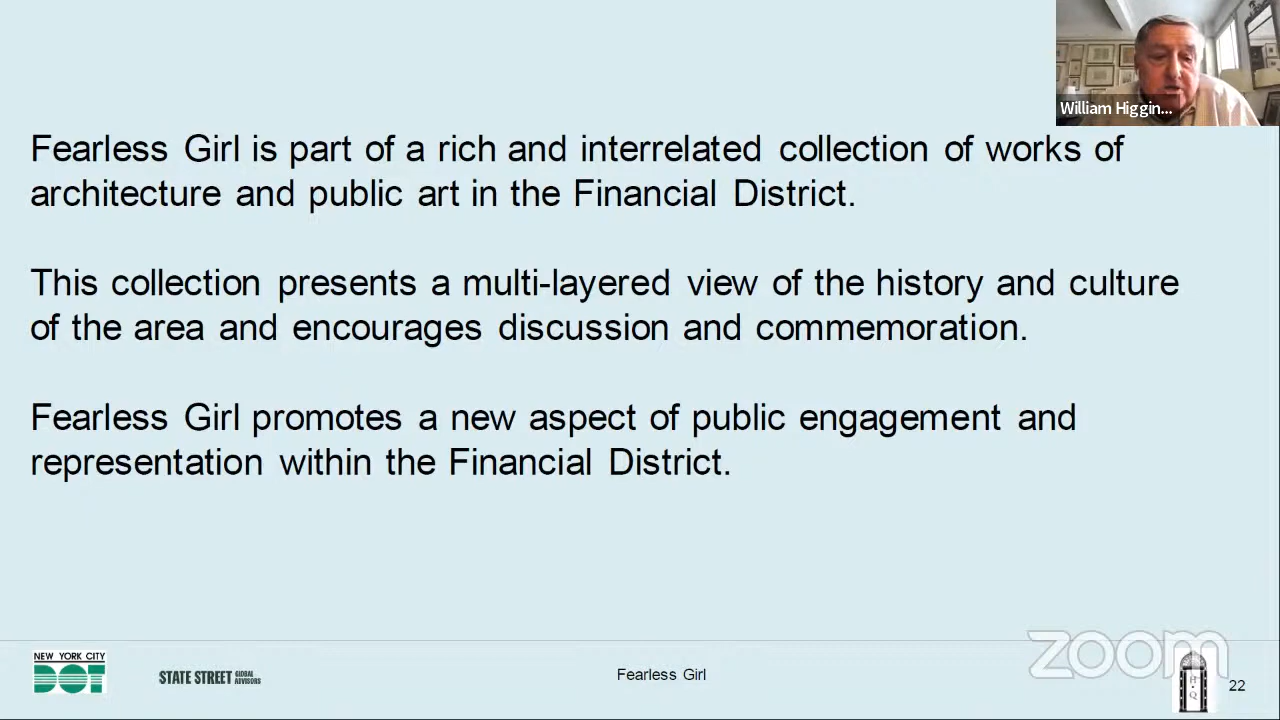 William Higgin...
Fearless Girl is part of a rich and interrelated collection of works of
architecture and public art in the Financial District.
This collection presents a multi-layered view of the history and culture
of the area and encourages discussion and commemoration.
Fearless Girl promotes a new aspect of public engagement and
representation within the Financial District.
NEW YORK CITY
DOT
STATE STREET GLOBAL
ADVISORS
Fearless Girl
zoom
H
Q
22